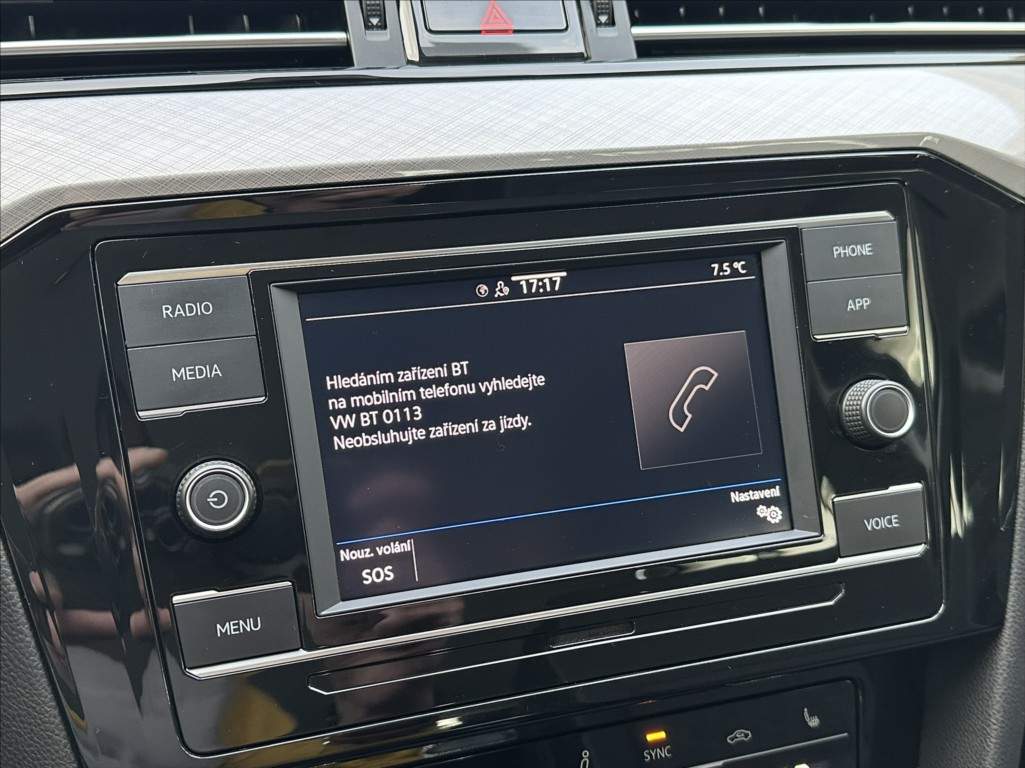 17:17
7.5 °C
PHONE
APP
RADIO
MEDIA
Hledáním zařízení BT
na mobilním telefonu vyhledejte
VW BT 0113
Neobsluhujte zařízení za jízdy.
Nastavení
Nouz. volání
SOS
VOICE
MENU
SYNC